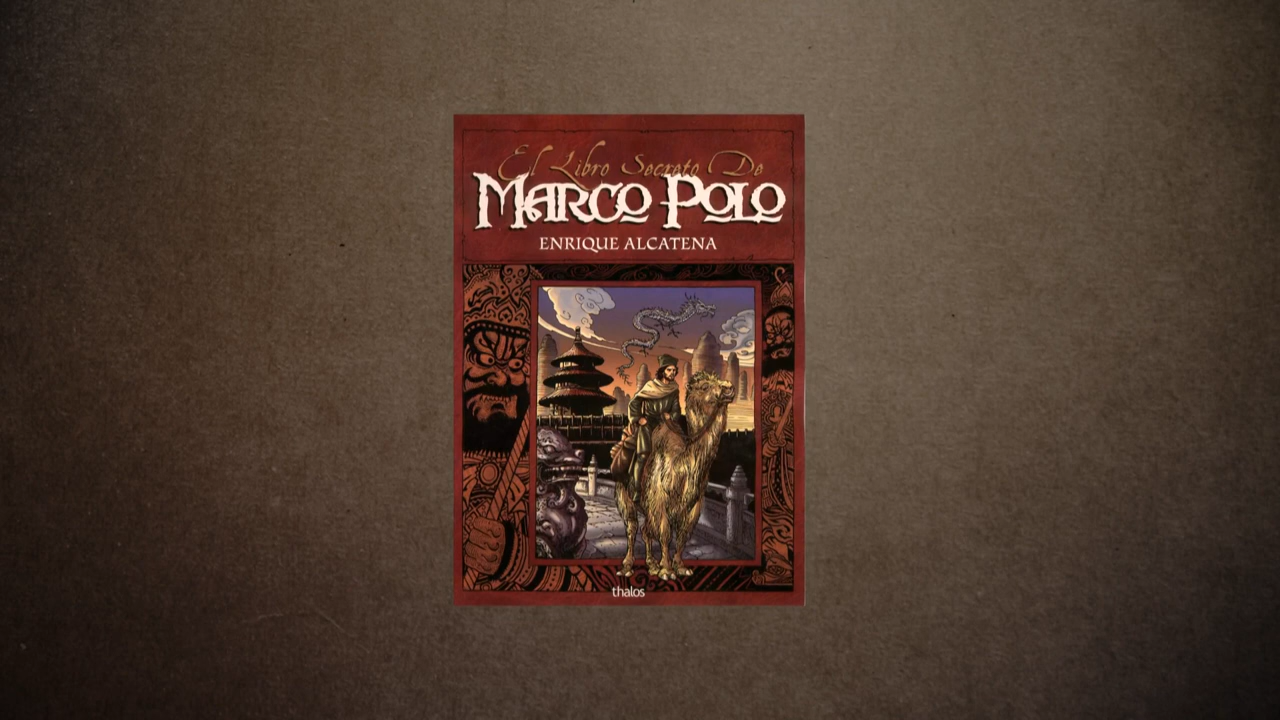 El Libro Secreto De
MARCO POLO
ENRIQUE ALCATENA
thalos